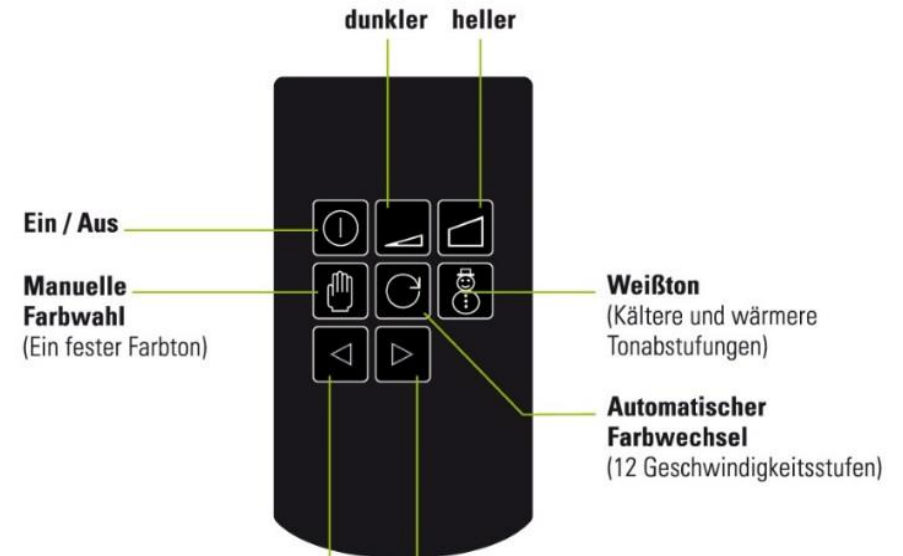 dunkler heller
Ein / Aus
Manuelle
Farbwahl
(Ein fester Farbton)
Weißton
(Kältere und wärmere
Tonabstufungen)
Automatischer
Farbwechsel
(12 Geschwindigkeitsstufen)